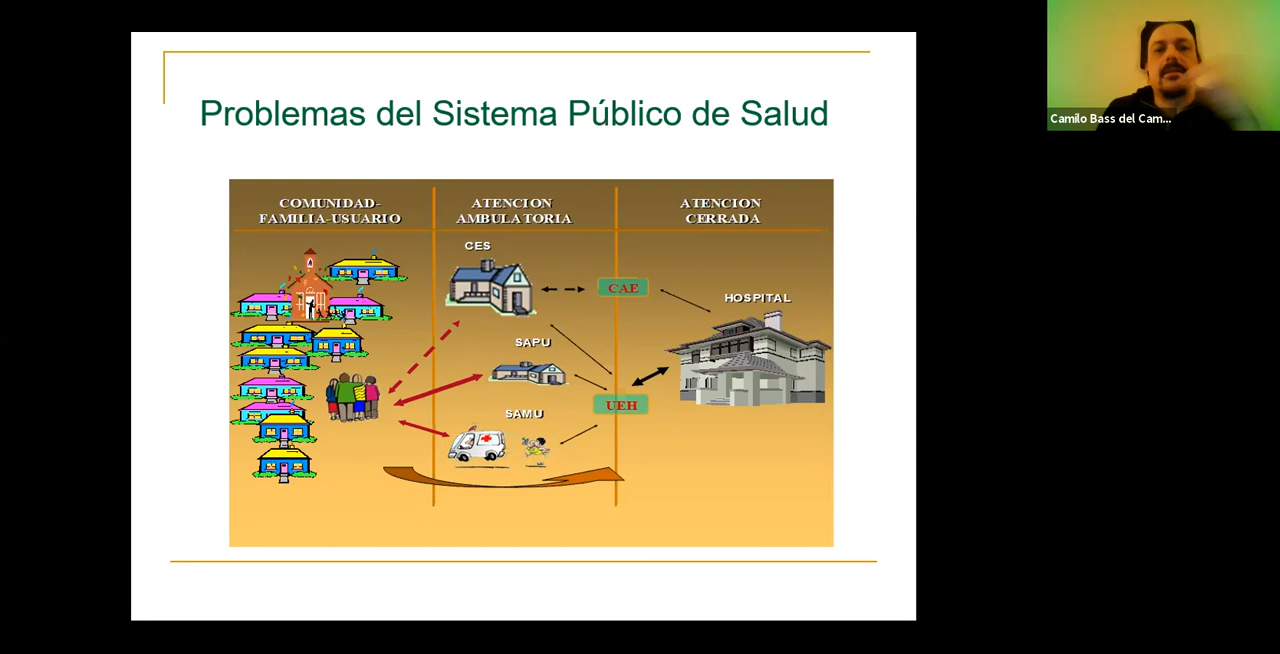 Problemas del Sistema Público de Salud
COMUNIDAD-
FAMILIA-USUARIO
ATENCION
AMBULATORIA
ATENCION
CERRADA
CES
CAE
HOSPITAL
SAPU
UEH
SAMU
Camilo Bass del Cam...